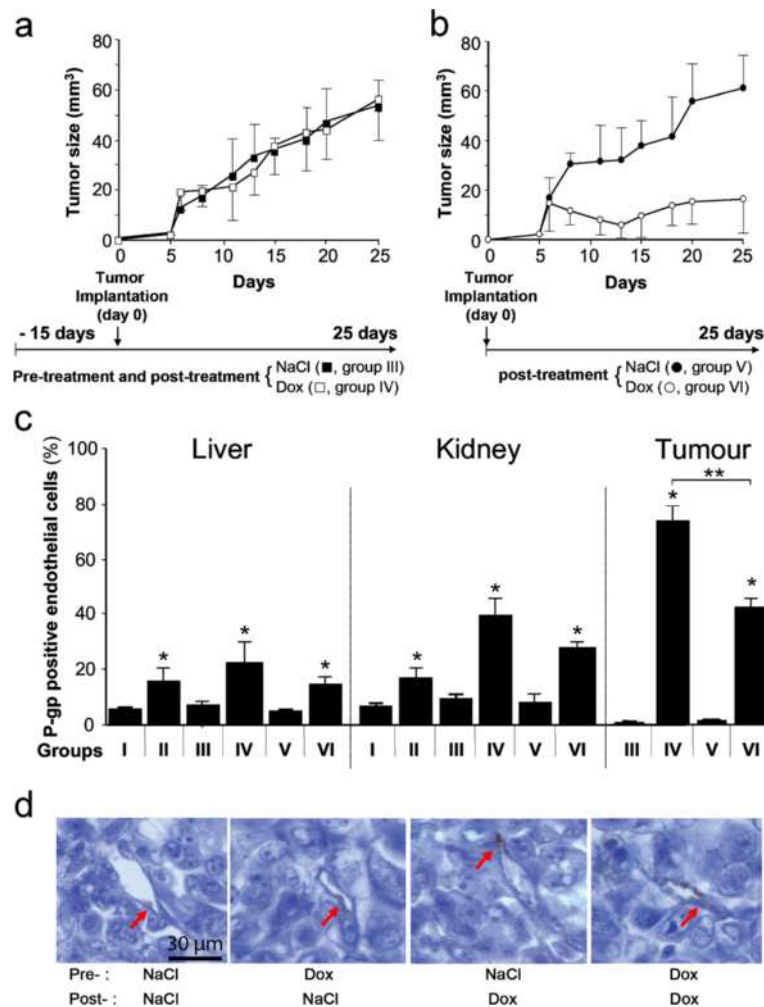 a
80
60
40
20
0
Tumor size (mm³)
0 5 10 15 20 25
Days
Tumor
Implantation
(day 0)
- 15 days
25 days
Pre-treatment and post-treatment { NaCl (■, group III)
Dox (□, group IV)
b
80
60
40
20
0
Tumor size (mm³)
0 5 10 15 20 25
Days
Tumor
Implantation
(day 0)
25 days
post-treatment { NaCl (●, group V)
Dox (○, group VI)
c
P-gp positive endothelial cells (%)
100
80
60
40
20
0
Liver Kidney Tumour
* * * * * * * ** *
Groups I II III IV V VI I II III IV V VI III IV V VI
d
30 µm
Pre- : NaCl Dox NaCl Dox
Post- : NaCl NaCl Dox Dox